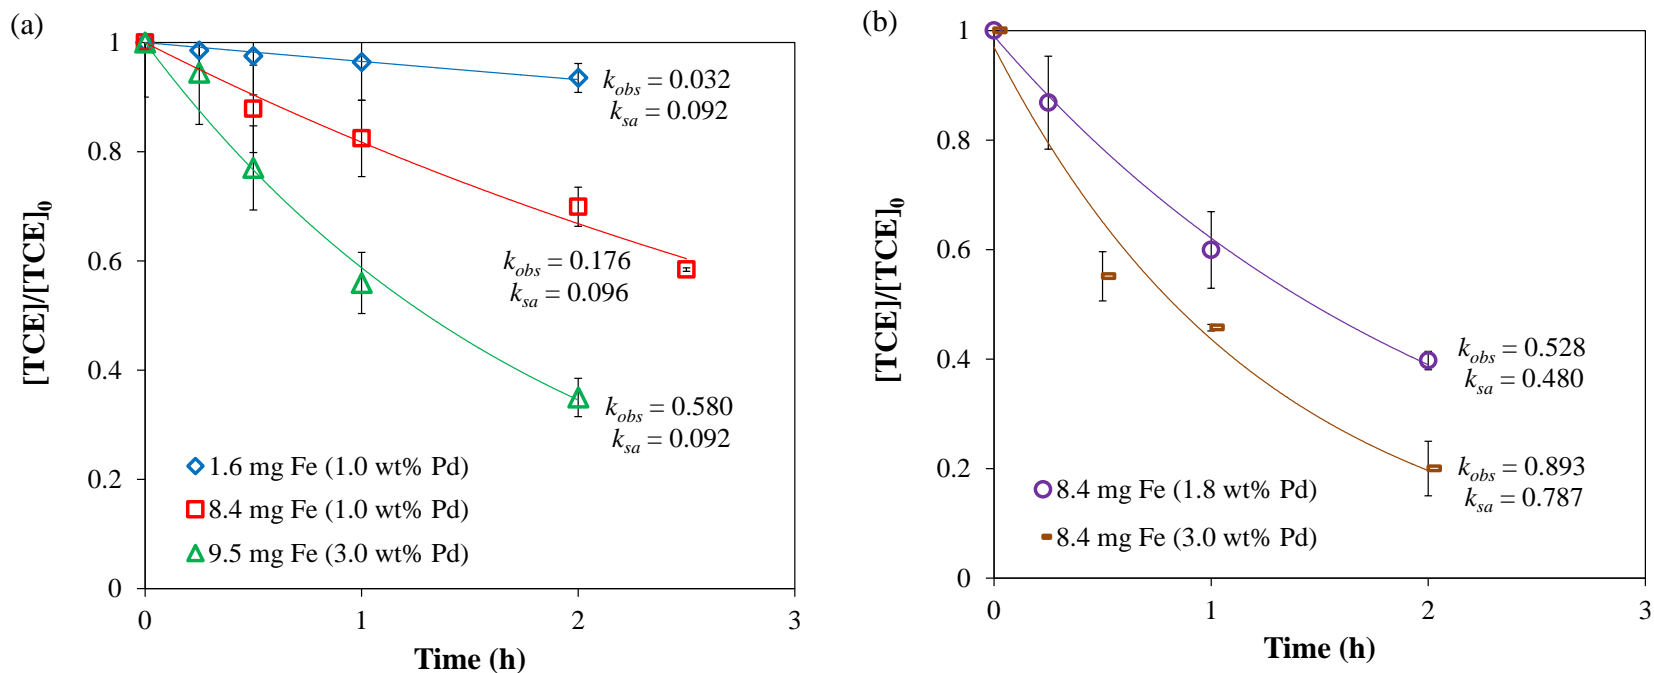 (a)
1
0.8
0.6
0.4
0.2
0
[TCE]/[TCE]0
kobs = 0.032
ksa = 0.092
kobs = 0.176
ksa = 0.096
kobs = 0.580
ksa = 0.092
1.6 mg Fe (1.0 wt% Pd)
8.4 mg Fe (1.0 wt% Pd)
9.5 mg Fe (3.0 wt% Pd)
0 1 2 3
Time (h)
(b)
1
0.8
0.6
0.4
0.2
0
[TCE]/[TCE]0
kobs = 0.528
ksa = 0.480
kobs = 0.893
ksa = 0.787
8.4 mg Fe (1.8 wt% Pd)
8.4 mg Fe (3.0 wt% Pd)
0 1 2 3
Time (h)